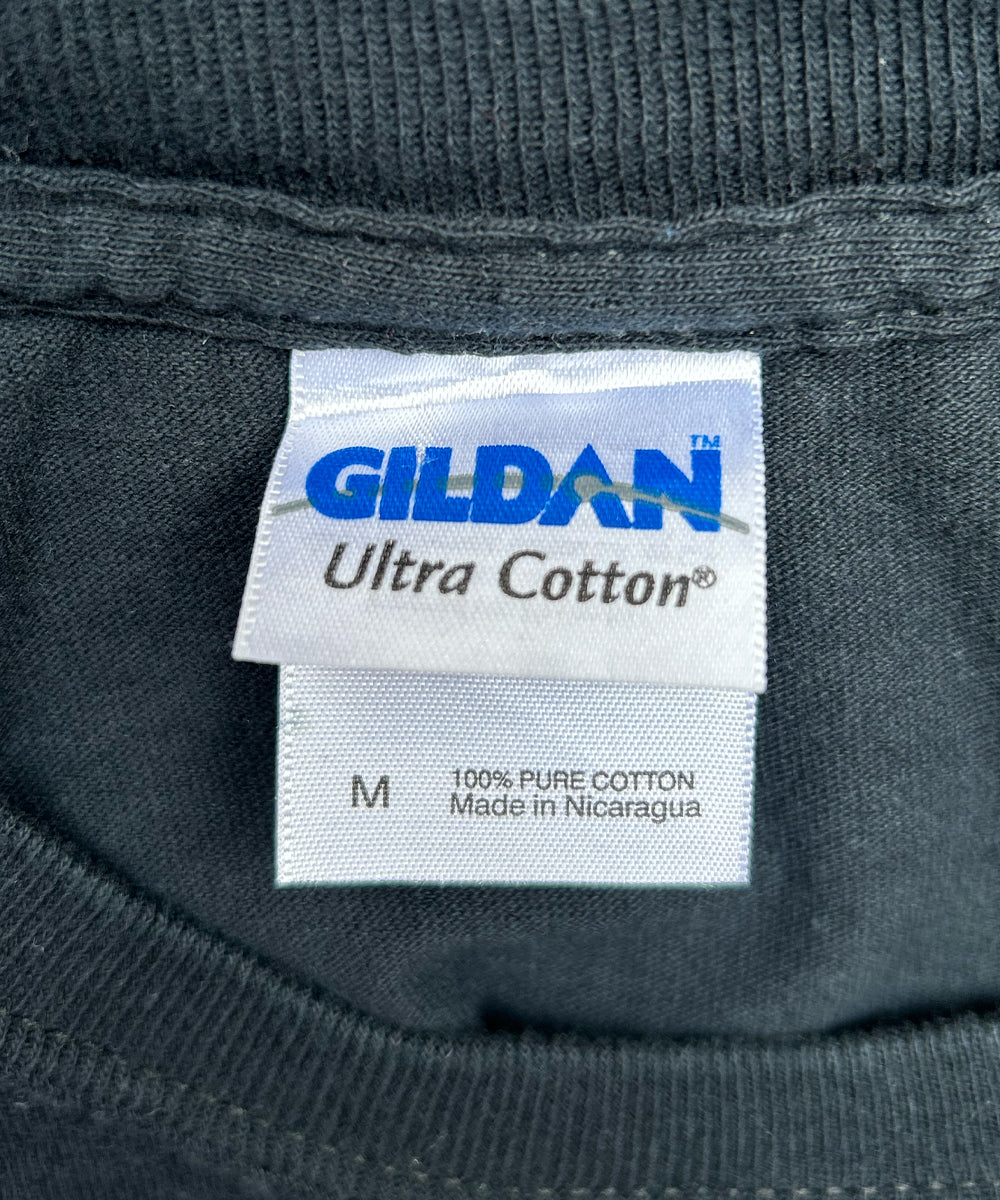 GILDAN™
Ultra Cotton®
M
100% PURE COTTON
Made in Nicaragua